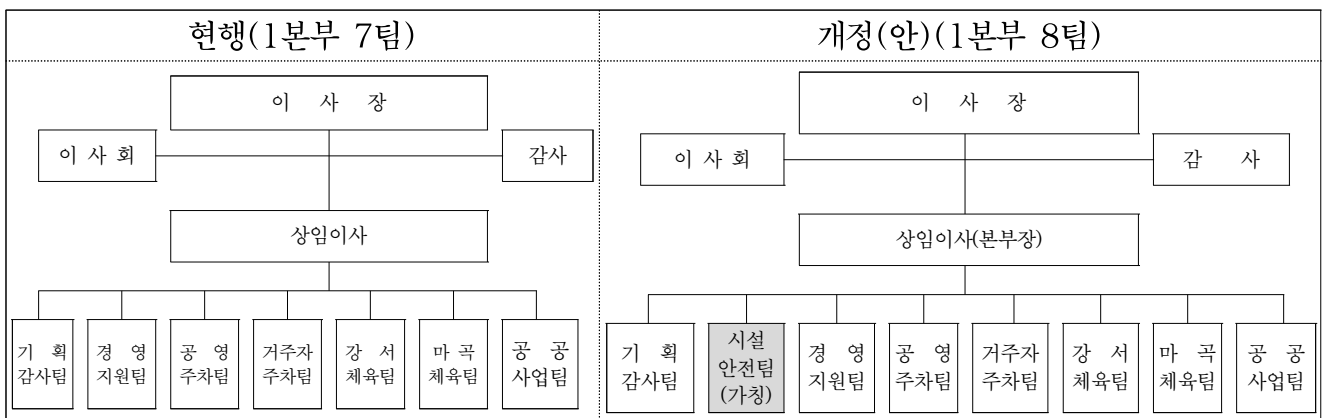 현행(1본부 7팀)
이 사 장
이 사 회
감사
상임이사
기 획
감사팀
경 영
지원팀
공 영
주차팀
거주자
주차팀
강 서
체육팀
마 곡
체육팀
공 공
사업팀
개정(안)(1본부 8팀)
이 사 장
이 사 회
감 사
상임이사(본부장)
기 획
감사팀
시설
안전팀
(가칭)
경 영
지원팀
공 영
주차팀
거주자
주차팀
강 서
체육팀
마 곡
체육팀
공 공
사업팀